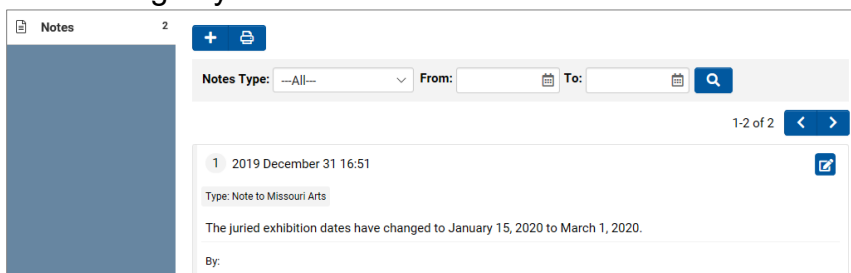 Notes 2
Notes Type: ---All--- From: To:
1-2 of 2
1 2019 December 31 16:51
Type: Note to Missouri Arts
The juried exhibition dates have changed to January 15, 2020 to March 1, 2020.
By: